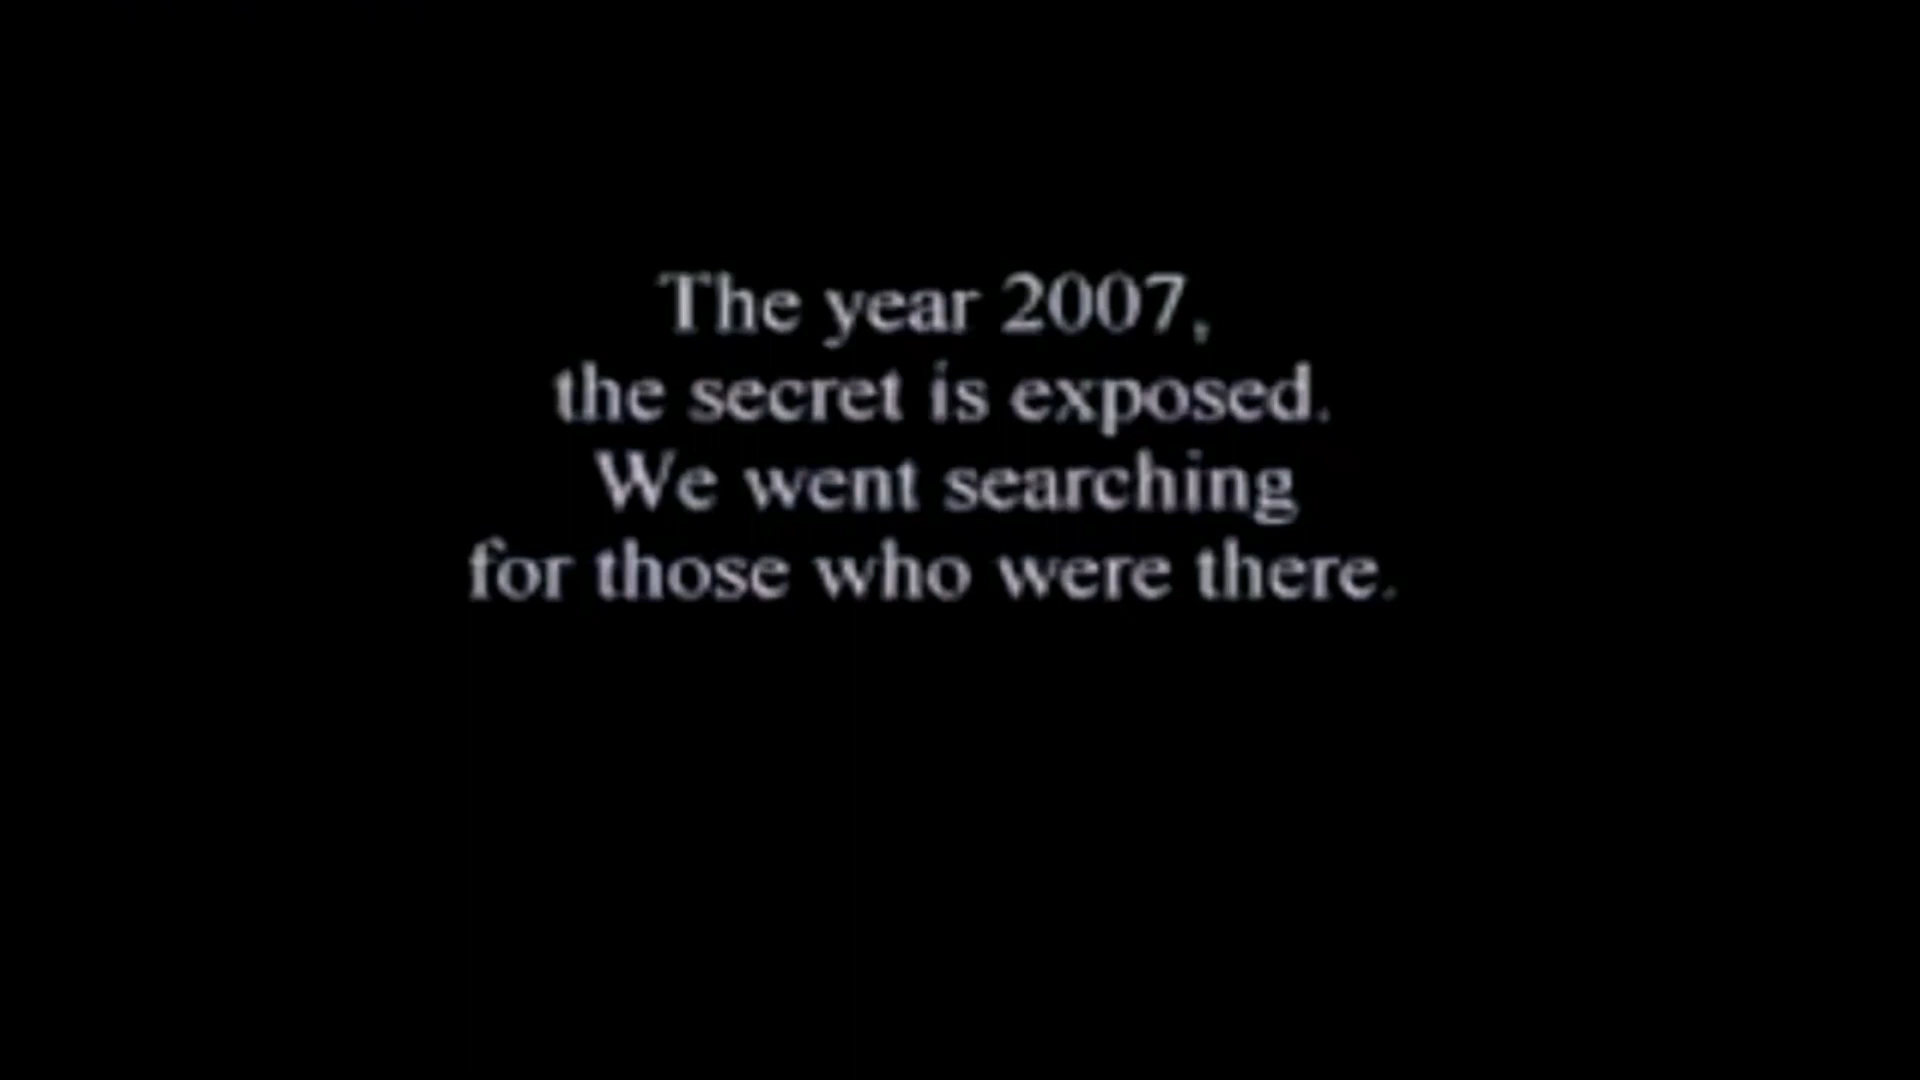 The year 2007,
the secret is exposed.
We went searching
for those who were there.